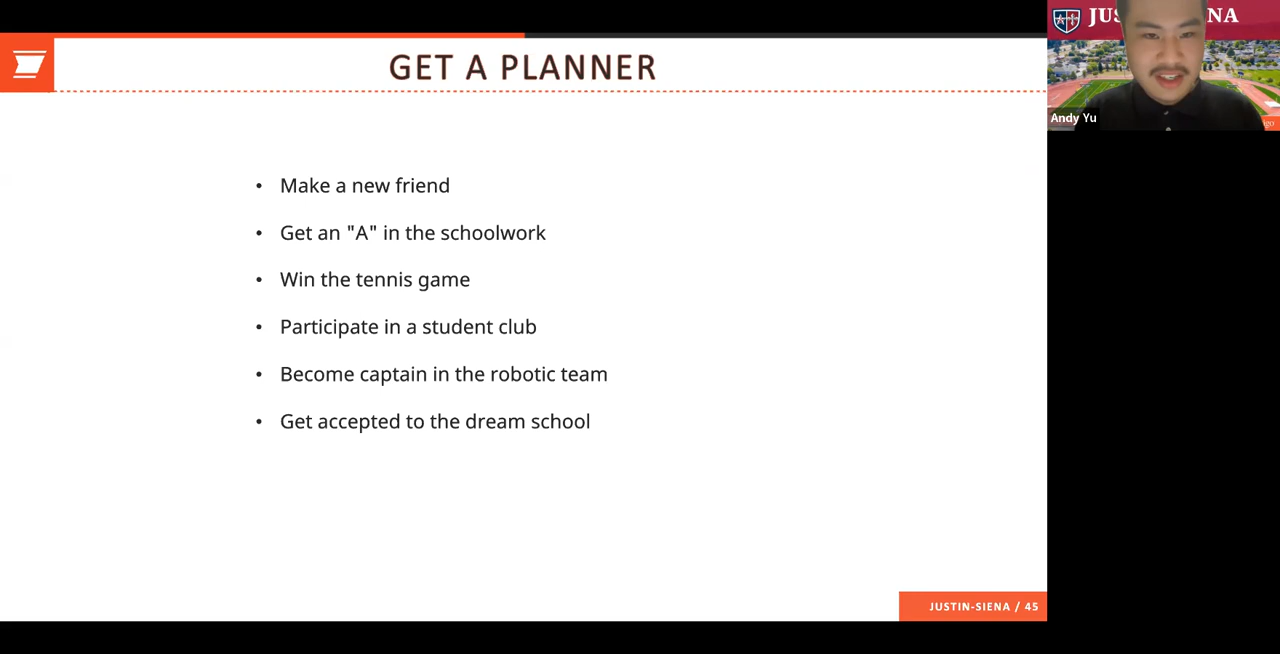 GET A PLANNER
• Make a new friend
• Get an "A" in the schoolwork
• Win the tennis game
• Participate in a student club
• Become captain in the robotic team
• Get accepted to the dream school
JUSTIN-SIENA / 45
NA
Andy Yu